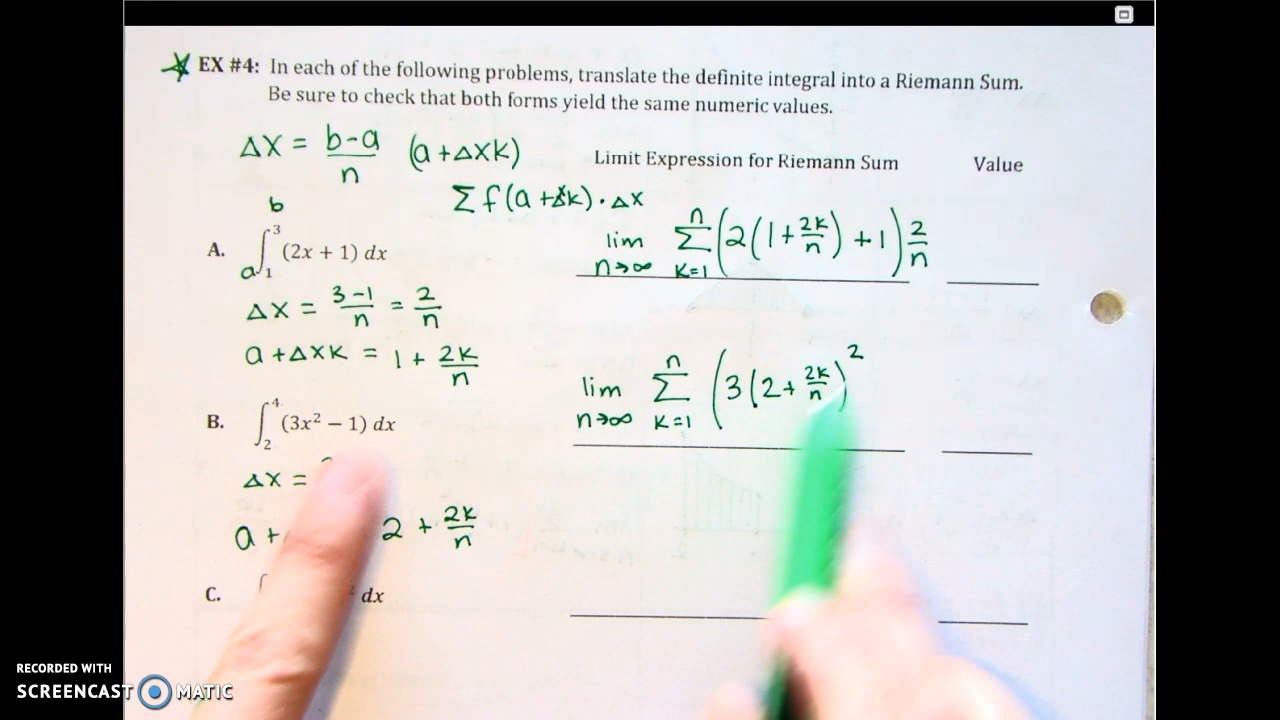 EX #4: In each of the following problems, translate the definite integral into a Riemann Sum.
Be sure to check that both forms yield the same numeric values.
Δx = b-a/n (a+Δxk)
Limit Expression for Riemann Sum Value
Σ f(a+Δxk)·Δx
b
A. ∫₁³ (2x + 1) dx
a
lim n→∞ Σ k=1 n (2(1+2k/n)+1) 2/n
Δx = 3-1/n = 2/n
a+Δxk = 1+ 2k/n
lim n→∞ Σ k=1 n (3(2+2k/n)²
B. ∫₂⁴ (3x² − 1) dx
Δx =
a+ 2 + 2k/n
C. dx
RECORDED WITH
SCREENCAST MATIC